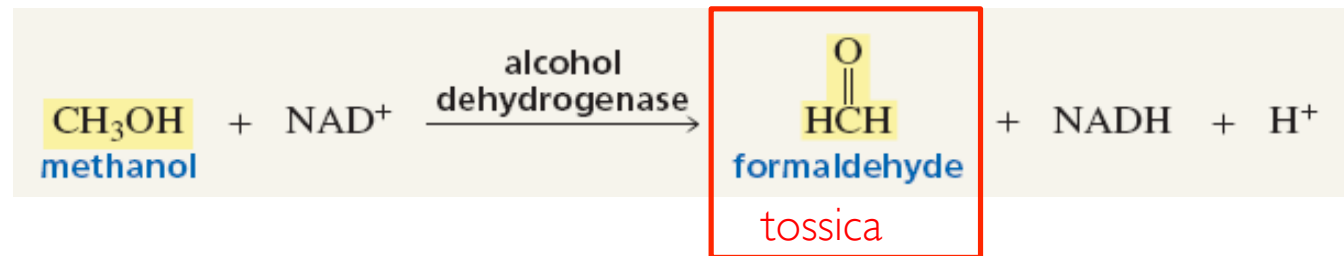 alcohol
dehydrogenase
O
CH₃OH + NAD⁺ → HCH + NADH + H⁺
methanol formaldehyde
tossica